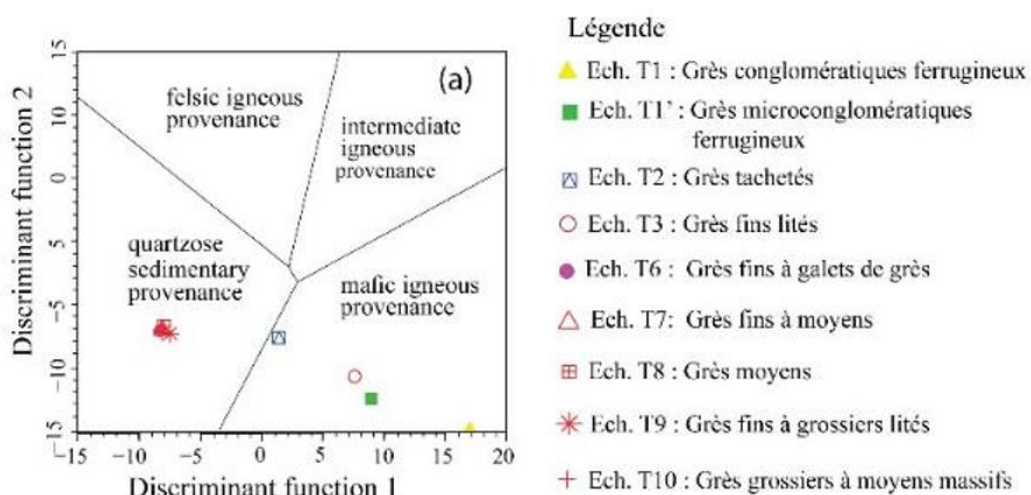 Discriminant function 2
15
10
0
5
−5
−10
−15
(a)
felsic igneous
provenance
intermediate
igneous
provenance
quartzose
sedimentary
provenance
mafic igneous
provenance
−15 −10 −5 0 5 10 15 20
Discriminant function 1
Légende
Ech. T1 : Grès conglomératiques ferrugineux
Ech. T1' : Grès microconglomératiques
ferrugineux
Ech. T2 : Grès tachetés
Ech. T3 : Grès fins lités
Ech. T6 : Grès fins à galets de grès
Ech. T7: Grès fins à moyens
Ech. T8 : Grès moyens
Ech. T9 : Grès fins à grossiers lités
Ech. T10 : Grès grossiers à moyens massifs